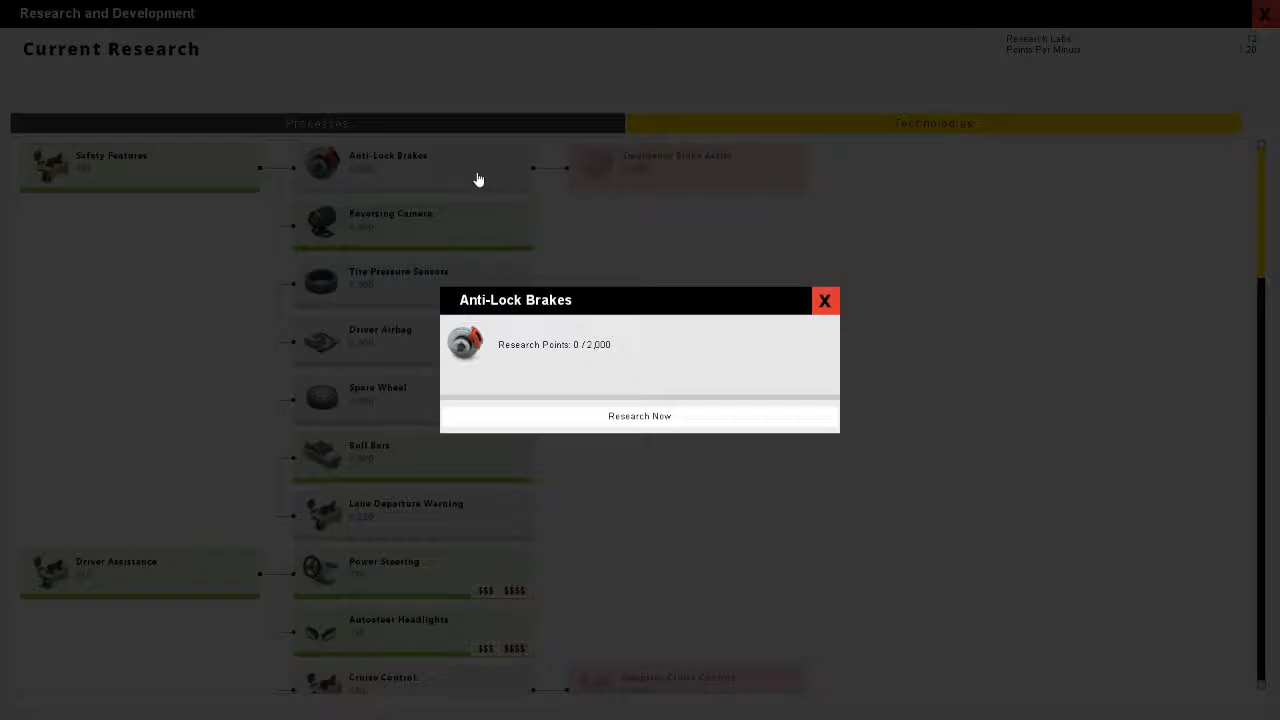 Research and Development
X
Current Research
Research Labs 12
Points Per Minute 120
Processes
Technologies
Safety Features
Anti-Lock Brakes
Emergency Brake Assist
Reversing Camera
Tire Pressure Sensors
Driver Airbag
Spare Wheel
Bull Bars
Lane Departure Warning
Driver Assistance
Power Steering
$$$ $$$$
Autosteer Headlights
$$$ $$$$
Cruise Control
Adaptive Cruise Control
Anti-Lock Brakes
X
Research Points: 0 / 2,000
Research Now